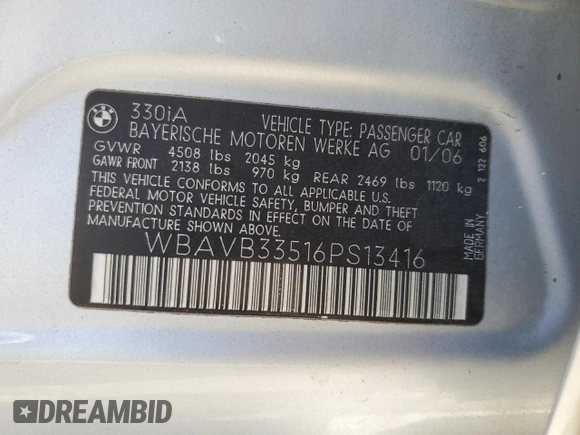 BMW
330iA
VEHICLE TYPE: PASSENGER CAR
BAYERISCHE MOTOREN WERKE AG 01/06
GVWR 4508 lbs 2045 kg
GAWR FRONT 2138 lbs 970 kg REAR 2469 lbs 1120 kg
THIS VEHICLE CONFORMS TO ALL APPLICABLE U.S.
FEDERAL MOTOR VEHICLE SAFETY, BUMPER AND THEFT
PREVENTION STANDARDS IN EFFECT ON THE DATE OF
MANUFACTURE SHOWN ABOVE.
WBAVB33516PS13416
2 122 606
MADE IN
GERMANY
DREAMBID